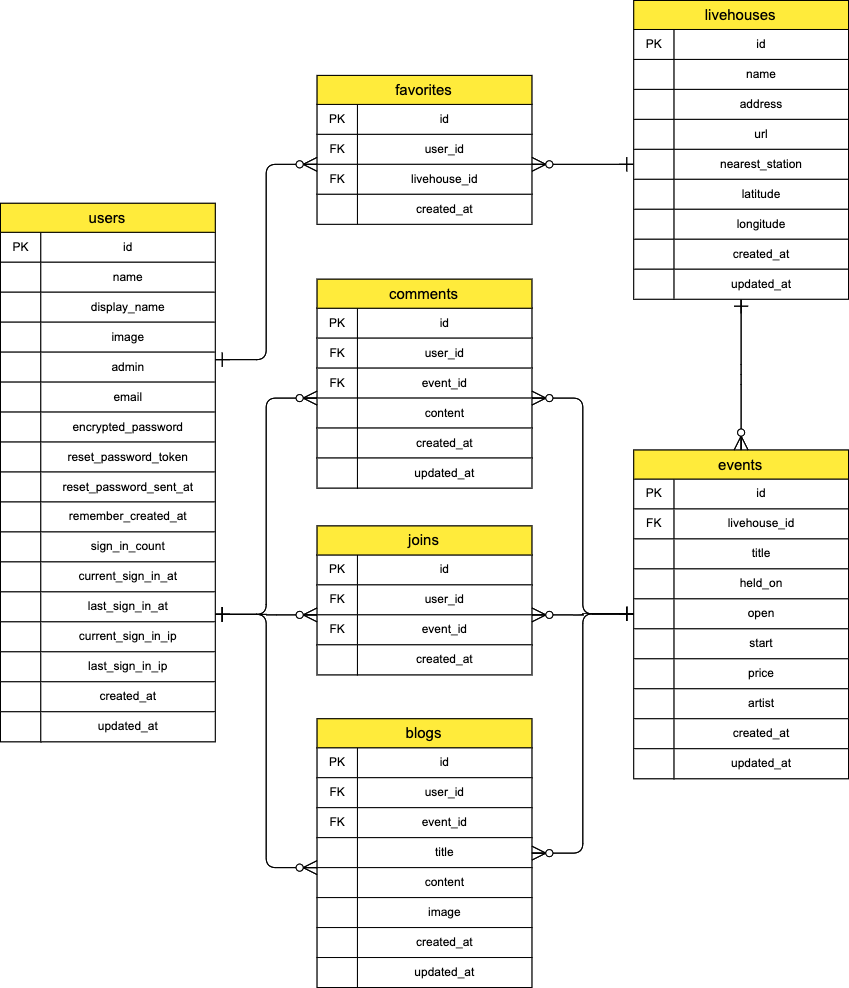 livehouses
PK id
name
address
url
nearest_station
latitude
longitude
created_at
updated_at
favorites
PK id
FK user_id
FK livehouse_id
created_at
users
PK id
name
display_name
image
admin
email
encrypted_password
reset_password_token
reset_password_sent_at
remember_created_at
sign_in_count
current_sign_in_at
last_sign_in_at
current_sign_in_ip
last_sign_in_ip
created_at
updated_at
comments
PK id
FK user_id
FK event_id
content
created_at
updated_at
joins
PK id
FK user_id
FK event_id
created_at
events
PK id
FK livehouse_id
title
held_on
open
start
price
artist
created_at
updated_at
blogs
PK id
FK user_id
FK event_id
title
content
image
created_at
updated_at